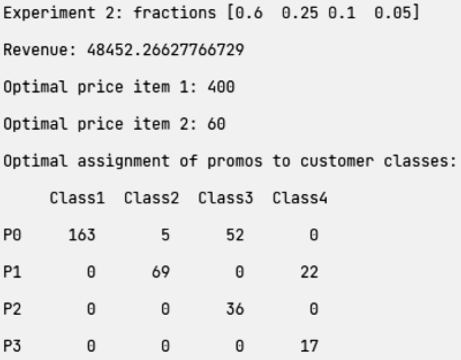 Experiment 2: fractions [0.6  0.25 0.1  0.05]
Revenue: 48452.26627766729
Optimal price item 1: 400
Optimal price item 2: 60
Optimal assignment of promos to customer classes:
Class1  Class2  Class3  Class4
P0     163       5      52       0
P1       0      69       0      22
P2       0       0      36       0
P3       0       0       0      17